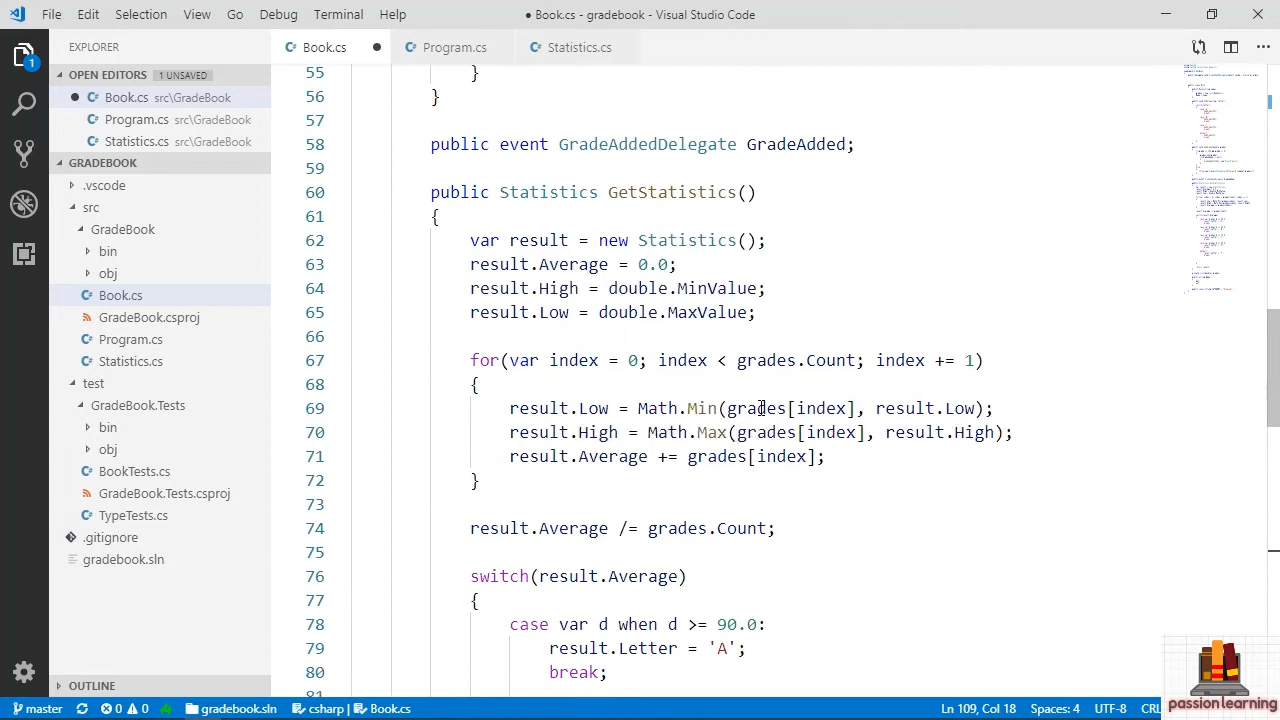 File Edit Selection View Go Debug Terminal Help
Book.cs - gradebook - Visual Studio Code
EXPLORER
Book.cs
Program.cs
Statistics.cs
OPEN EDITORS 1 UNSAVED
Book.cs src\GradeBook
Program.cs src\GradeBook
Statistics.cs src\GradeBook
GRADEBOOK
.vscode
src
GradeBook
bin
obj
Book.cs
GradeBook.csproj
Program.cs
Statistics.cs
test
GradeBook.Tests
bin
obj
BookTests.cs
GradeBook.Tests.csproj
TypeTests.cs
.gitignore
gradebook.sln
1
55 }
56 }
57
58 public event GradeAddedDelegate GradeAdded;
59
60 public Statistics GetStatistics()
61 {
62 var result = new Statistics();
63 result.Average = 0.0;
64 result.High = double.MinValue;
65 result.Low = double.MaxValue;
66
67 for(var index = 0; index < grades.Count; index += 1)
68 {
69 result.Low = Math.Min(grades[index], result.Low);
70 result.High = Math.Max(grades[index], result.High);
71 result.Average += grades[index];
72 }
73
74 result.Average /= grades.Count;
75
76 switch(result.Average)
77 {
78 case var d when d >= 90.0:
79 result.Letter = 'A';
80 break;
81
passion learning
master 0 0 gradebook.sln csharp | Book.cs Ln 109, Col 18 Spaces: 4 UTF-8